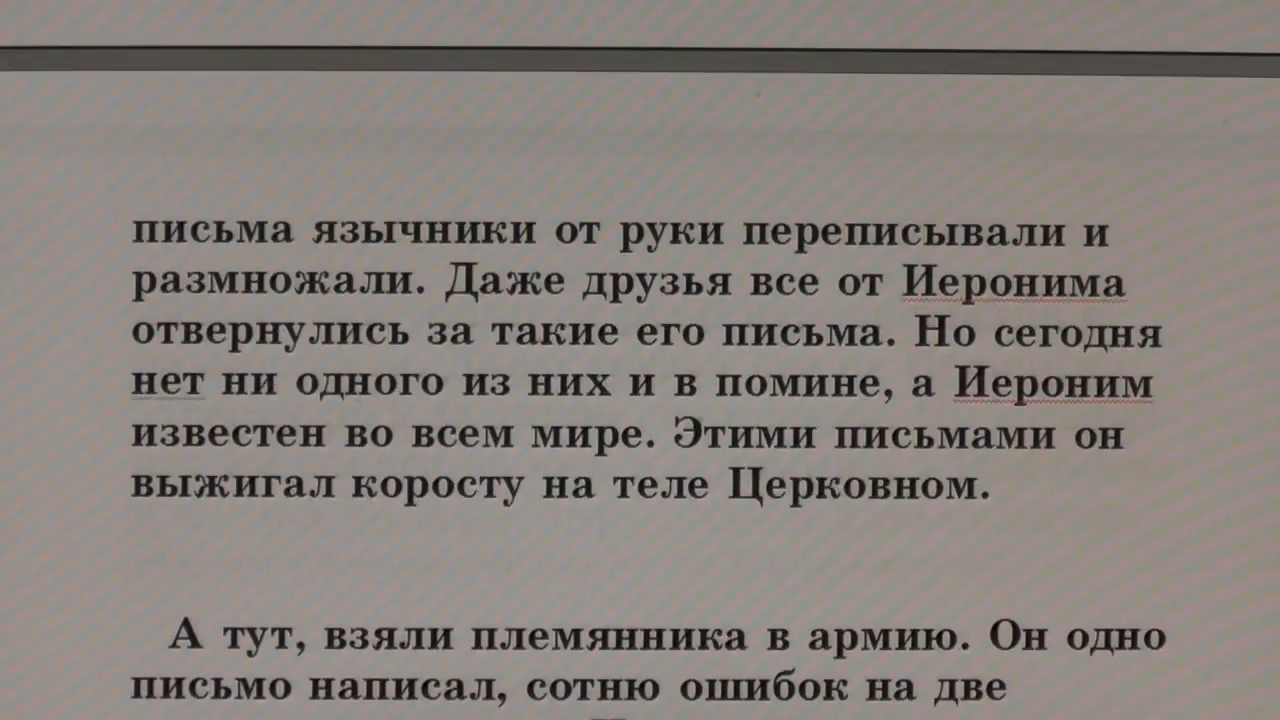 письма язычники от руки переписывали и
размножали. Даже друзья все от Иеронима
отвернулись за такие его письма. Но сегодня
нет ни одного из них и в помине, а Иероним
известен во всем мире. Этими письмами он
выжигал коросту на теле Церковном.
А тут, взяли племянника в армию. Он одно
письмо написал, сотню ошибок на две